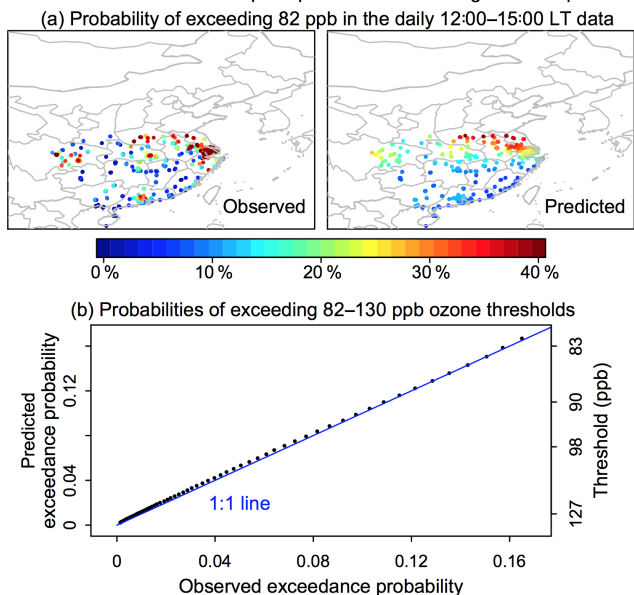 (a) Probability of exceeding 82 ppb in the daily 12:00–15:00 LT data
Observed
Predicted
0 %
10 %
20 %
30 %
40 %
(b) Probabilities of exceeding 82–130 ppb ozone thresholds
Predicted
exceedance probability
0.12
0.04
0
1:1 line
83
90
98
127
Threshold (ppb)
0
0.04
0.08
0.12
0.16
Observed exceedance probability